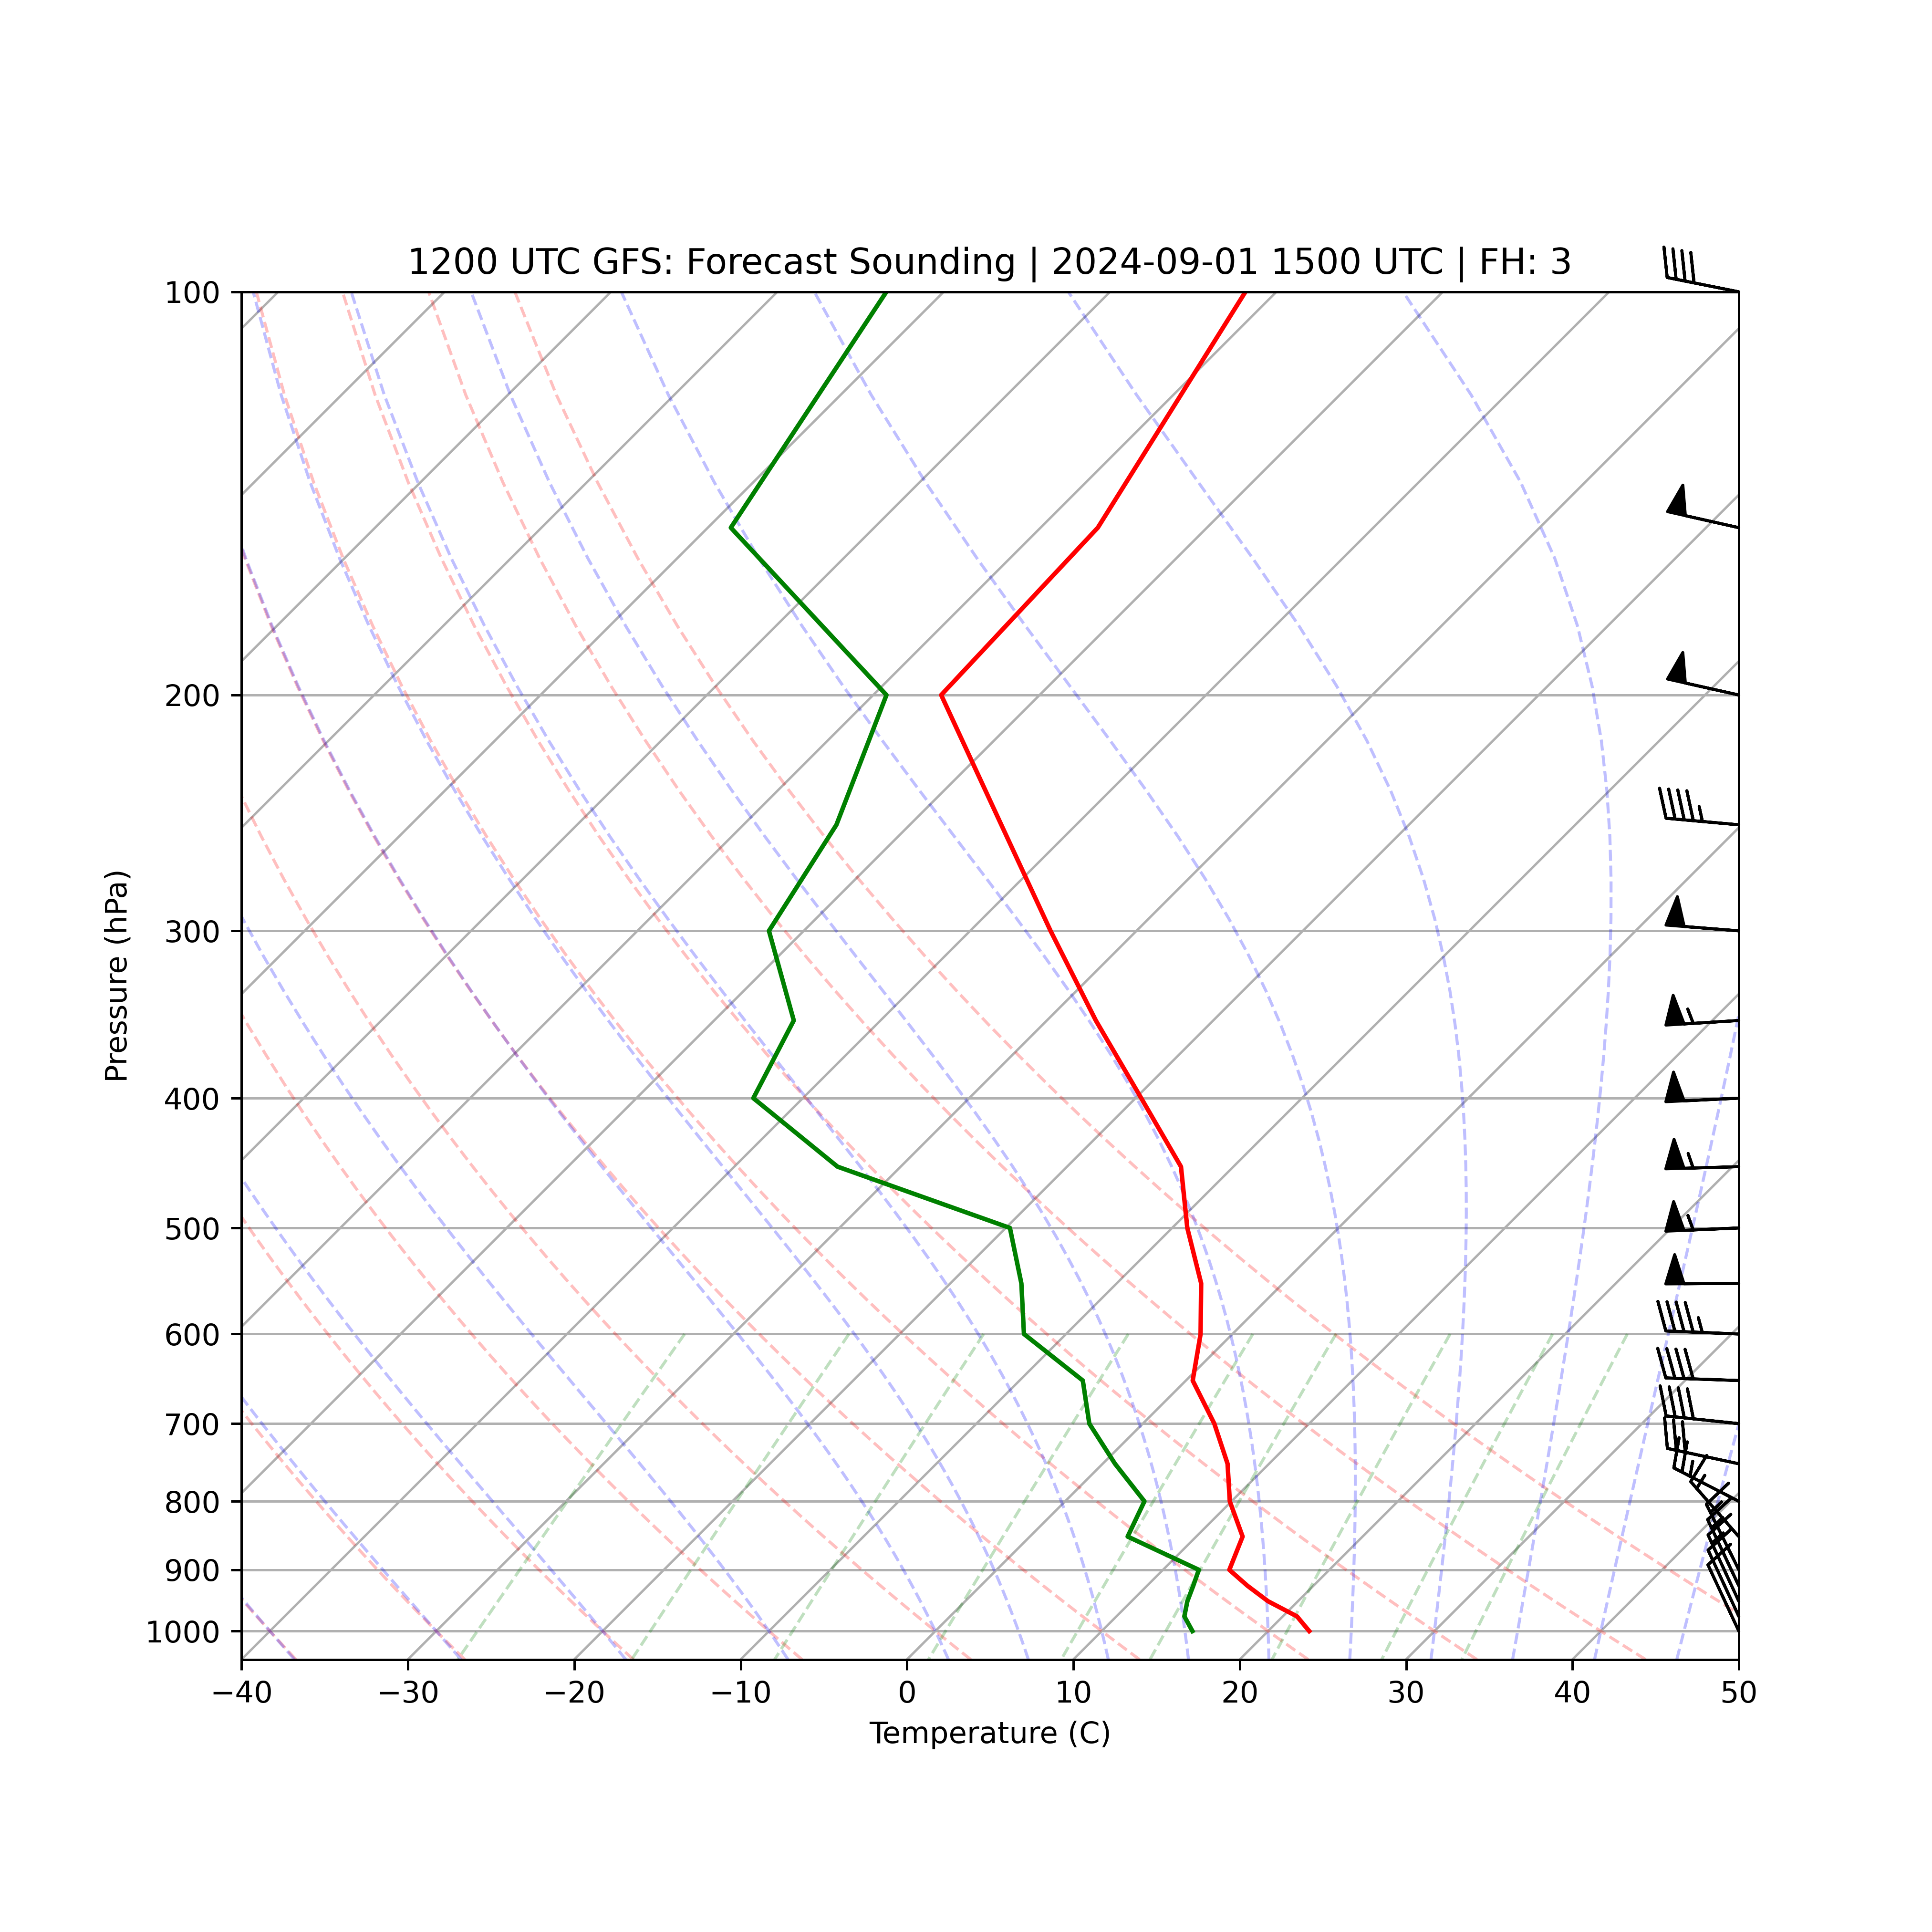 1200 UTC GFS: Forecast Sounding | 2024-09-01 1500 UTC | FH: 3
100
200
300
400
500
600
700
800
900
1000
Pressure (hPa)
−40 −30 −20 −10 0 10 20 30 40 50
Temperature (C)